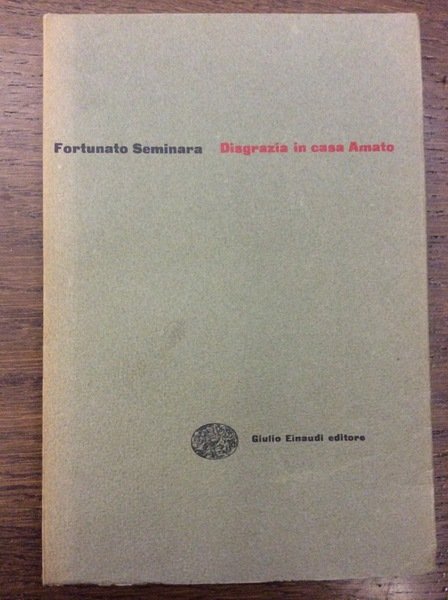 Fortunato Seminara Disgrazia in casa Amato
Giulio Einaudi editore